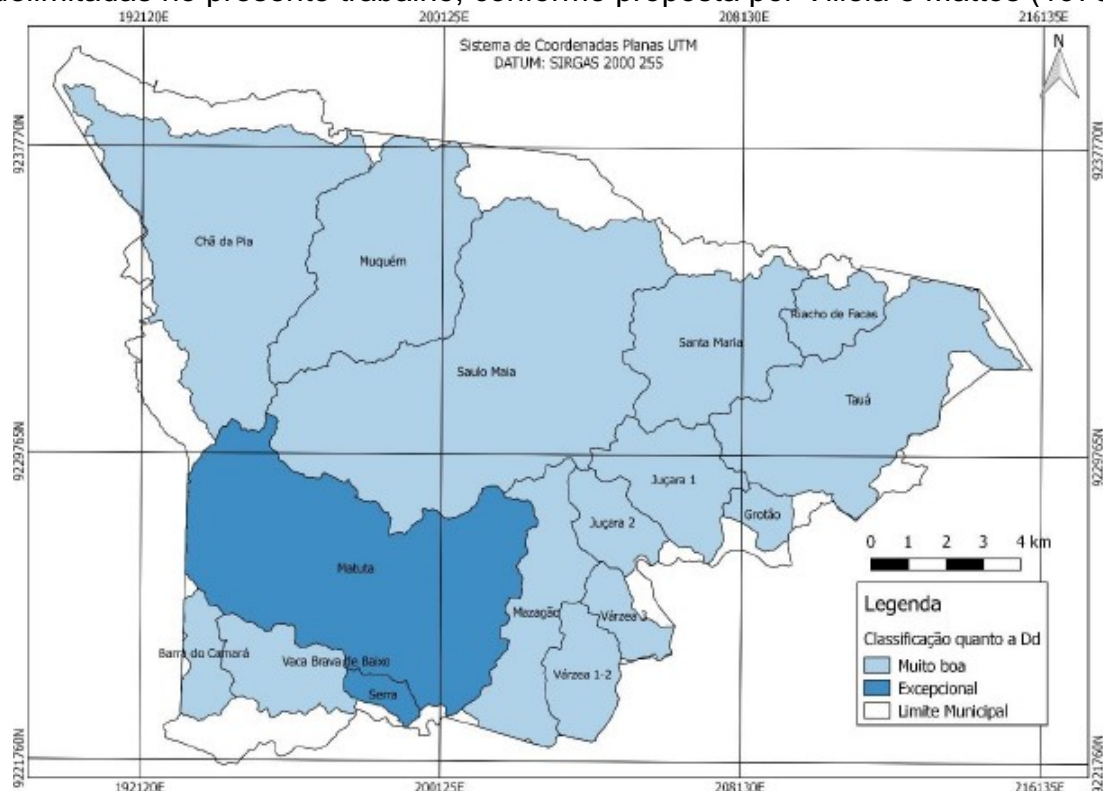 delimitadas no presente trabalho, conforme proposta por Villela e Mattos
192120E 200125E 208130E 216135E
Sistema de Coordenadas Planas UTM
DATUM: SIRGAS 2000 25S
N
9237770N 9237770N
Chã da Pia
Muquém
Riacho de Facas
Santa Maria
Saulo Maia
Tauá
9229765N 9229765N
Juçara 1
Grotão
Juçara 2
0 1 2 3 4 km
Matuta
Legenda
Mazagão
Várzea 3
Classificação quanto a Dd
Barra do Camará
Vaca Brava de Baixo
Muito boa
Várzea 1-2
Serra
Excepcional
Limite Municipal
9221760N 9221760N
192120E 200125E 208130E 216135E